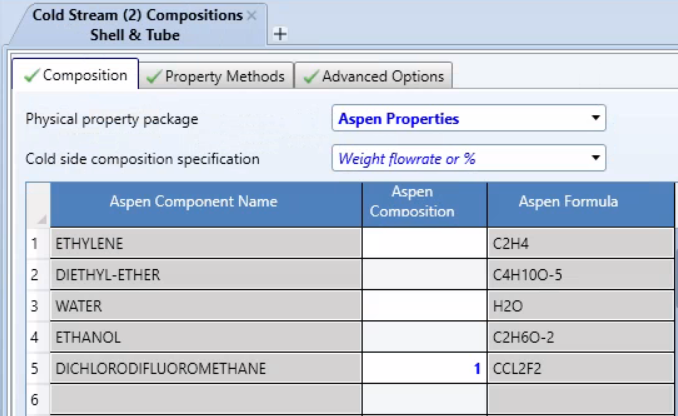 Cold Stream (2) Compositions
Shell & Tube
Composition Property Methods Advanced Options
Physical property package Aspen Properties
Cold side composition specification Weight flowrate or %
Aspen Component Name Aspen Composition Aspen Formula
1 ETHYLENE C2H4
2 DIETHYL-ETHER C4H10O-5
3 WATER H2O
4 ETHANOL C2H6O-2
5 DICHLORODIFLUOROMETHANE 1 CCL2F2
6